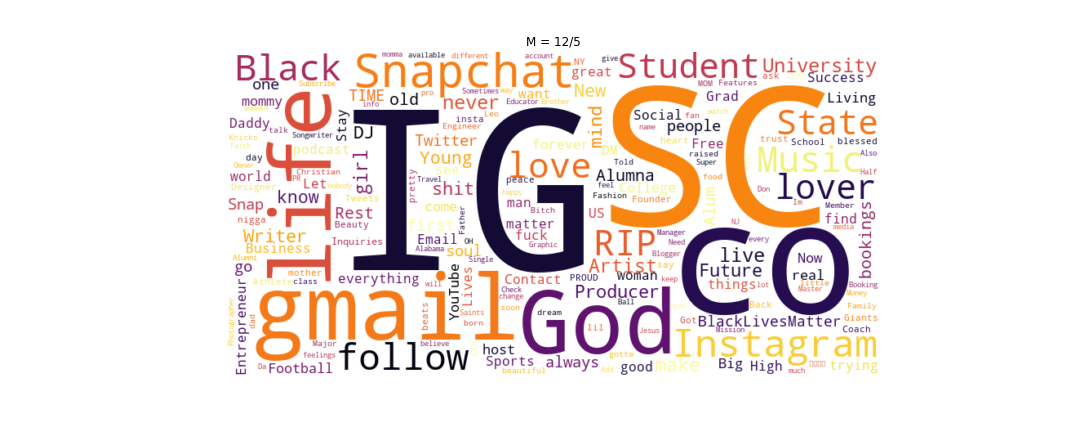 M = 12/5
IG
SC
co
gmail
God
life
Snapchat
Black
Student
University
Success
State
Music
lover
Instagram
follow
love
RIP
Artist
Producer
BlackLivesMatter
Future
live
Now
real
woman
things
bookings
find
Living
Social
people
Grad
Free
Alumna
College
Founder
Alum
mind
New
great
want
never
TIME
old
DJ
Stay
one
mommy
Daddy
podcast
girl
world
know
Let
Snap
Rest
Beauty
Writer
Business
Inquiries
go
Entrepreneur
Football
everything
Email
soul
YouTube
Lives
Contact
host
Sports
always
good
make
Big
High
trying
Coach
Giants
Family
Money
Booking
Master
little
lot
every
media
Member
Half
Also
blessed
School
trust
Super
raised
heart
fan
name
Told
feel
Fashion
DM
forever
peace
happy
man
Bitch
matter
fuck
Graphic
US
shit
Young
Twitter
see
come
first
pretty
Travel
Father
OH
Alabama
Single
will
beats
Saints
born
soon
Check
change
PROUD
Ball
dream
lil
Jesus
gotta
Add
beautiful
believe
Major
feelings
Da
dad
Photographer
class
mother
Athlete
Alumni
nigga
Tweets
nobody
PR
Christian
Designer
Owner
Faith
day
Knicks
talk
women
Songwriter
Subscribe
info
momma
available
different
account
NY
give
Sometimes
way
pro
insta
Leo
Educator
Brother
Engineer
MOM
Features
ask
watch
food
Don
Im
NJ
Manager
Need
Blogger
say
keep
Got
Back
Mission
much